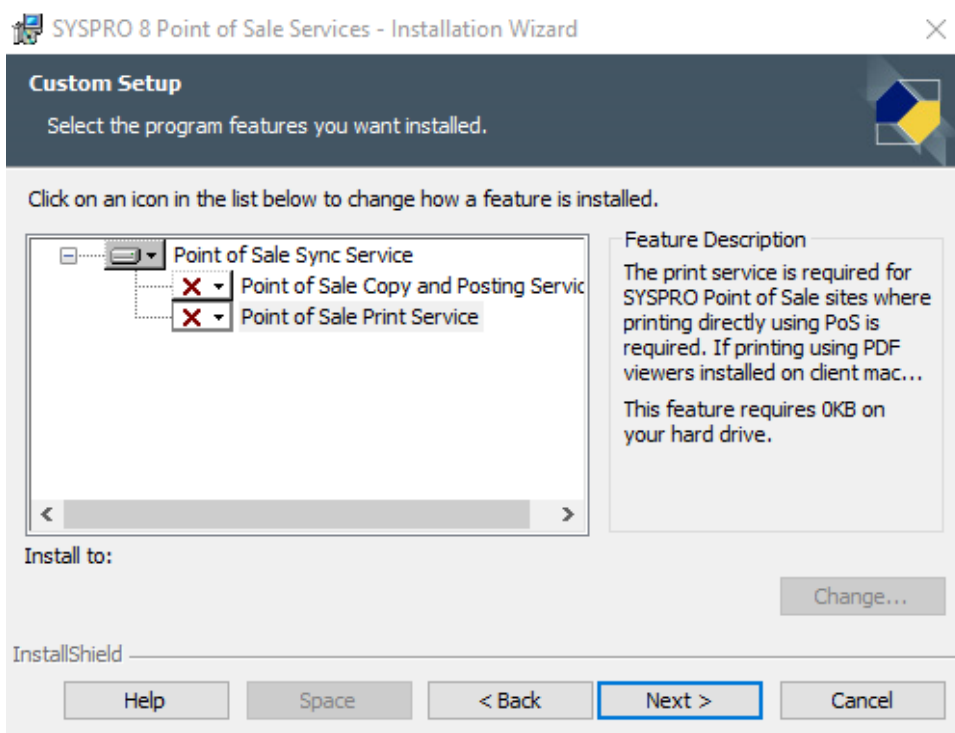 SYSPRO 8 Point of Sale Services - Installation Wizard
Custom Setup
Select the program features you want installed.
Click on an icon in the list below to change how a feature is installed.
Point of Sale Sync Service
Point of Sale Copy and Posting Servic
Point of Sale Print Service
Feature Description
The print service is required for
SYSPRO Point of Sale sites where
printing directly using PoS is
required. If printing using PDF
viewers installed on client mac...
This feature requires 0KB on
your hard drive.
Install to:
Change...
InstallShield
Help
Space
< Back
Next >
Cancel